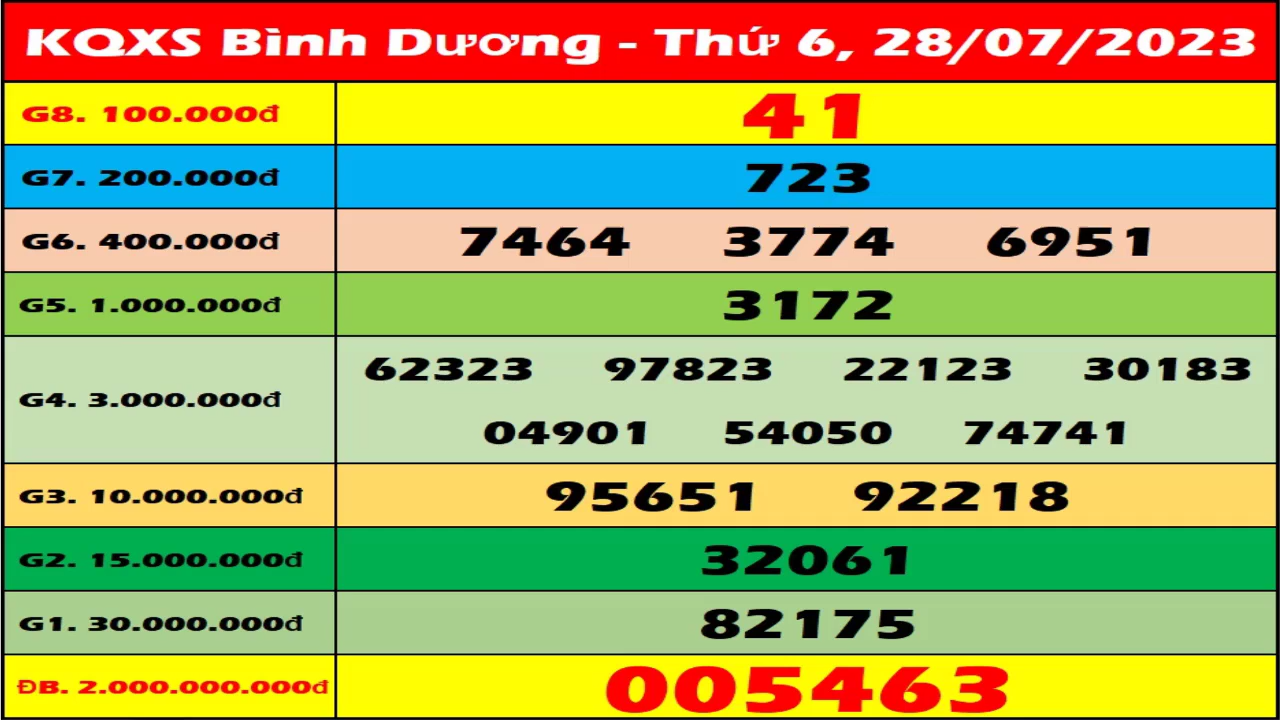 KQXS Bình Dương - Thứ 6, 28/07/2023
G8. 100.000đ 41
G7. 200.000đ 723
G6. 400.000đ 7464 3774 6951
G5. 1.000.000đ 3172
G4. 3.000.000đ 62323 97823 22123 30183
04901 54050 74741
G3. 10.000.000đ 95651 92218
G2. 15.000.000đ 32061
G1. 30.000.000đ 82175
ĐB. 2.000.000.000đ 005463